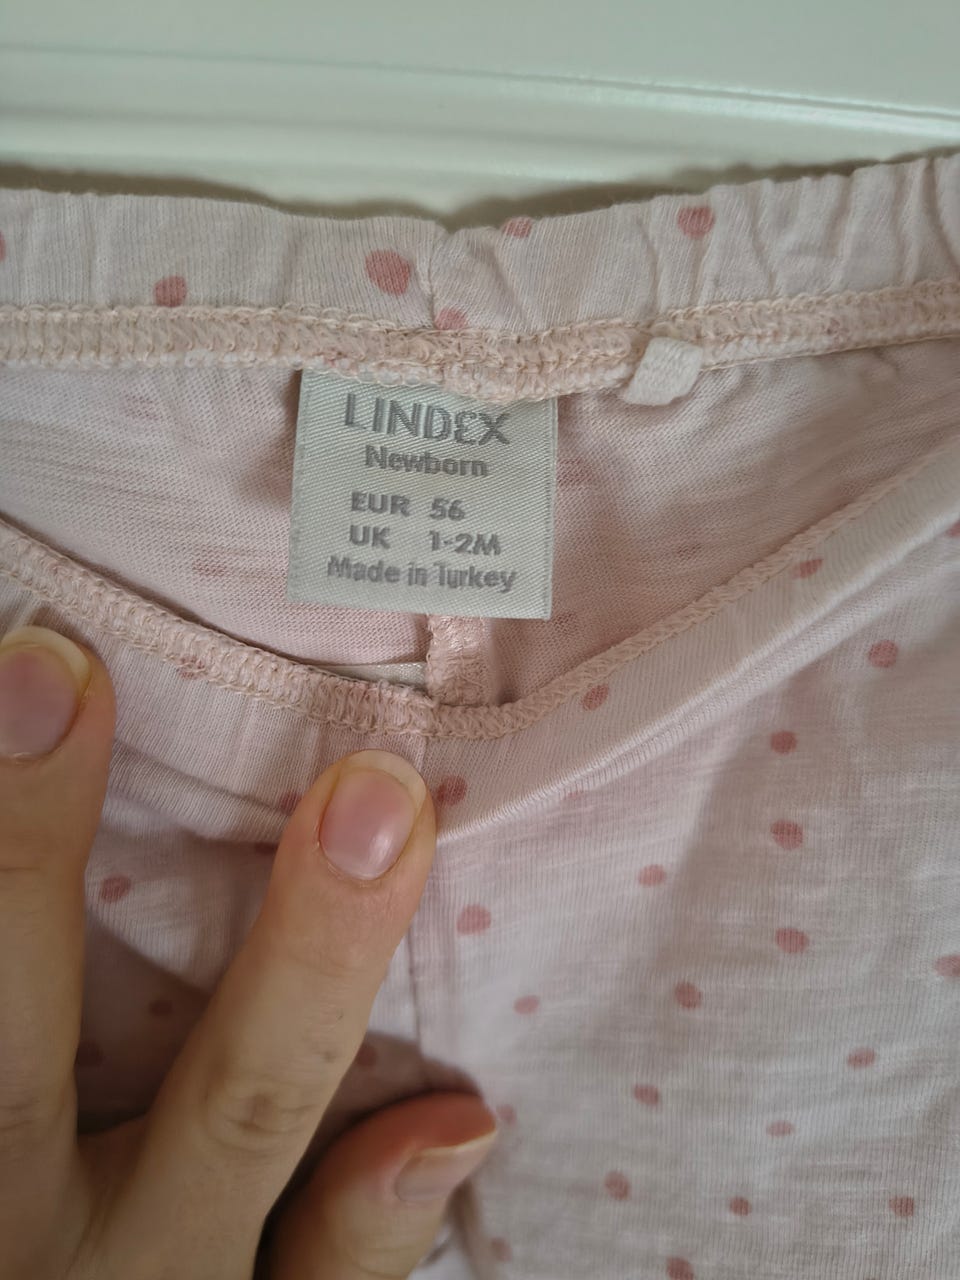 LINDEX
Newborn
EUR 56
UK 1-2M
Made in Turkey